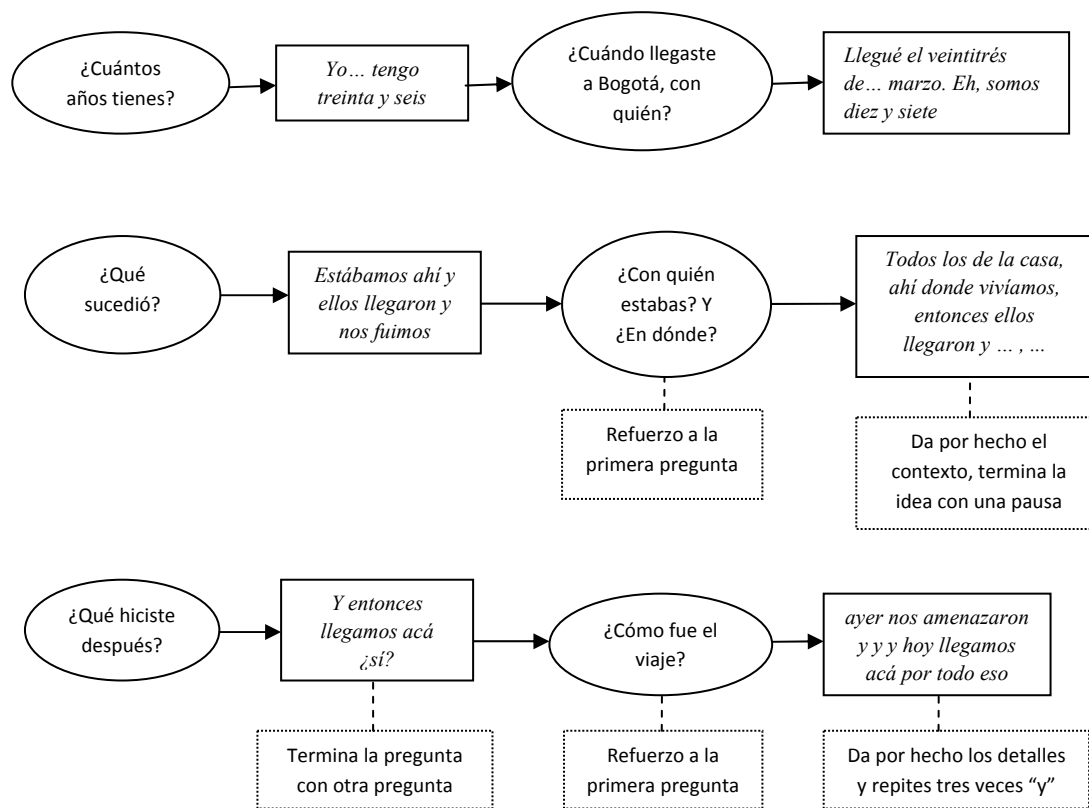 ¿Cuántos
años tienes?
Yo… tengo
treinta y seis
¿Cuándo llegaste
a Bogotá, con
quién?
Llegué el veintitrés
de… marzo. Eh, somos
diez y siete
¿Qué
sucedió?
Estábamos ahí y
ellos llegaron y
nos fuimos
¿Con quién
estabas? Y
¿En dónde?
Todos los de la casa,
ahí donde vivíamos,
entonces ellos
llegaron y … , …
Refuerzo a la
primera pregunta
Da por hecho el
contexto, termina la
idea con una pausa
¿Qué hiciste
después?
Y entonces
llegamos acá
¿sí?
¿Cómo fue el
viaje?
ayer nos amenazaron
y y y hoy llegamos
acá por todo eso
Termina la pregunta
con otra pregunta
Refuerzo a la
primera pregunta
Da por hecho los detalles
y repites tres veces “y”